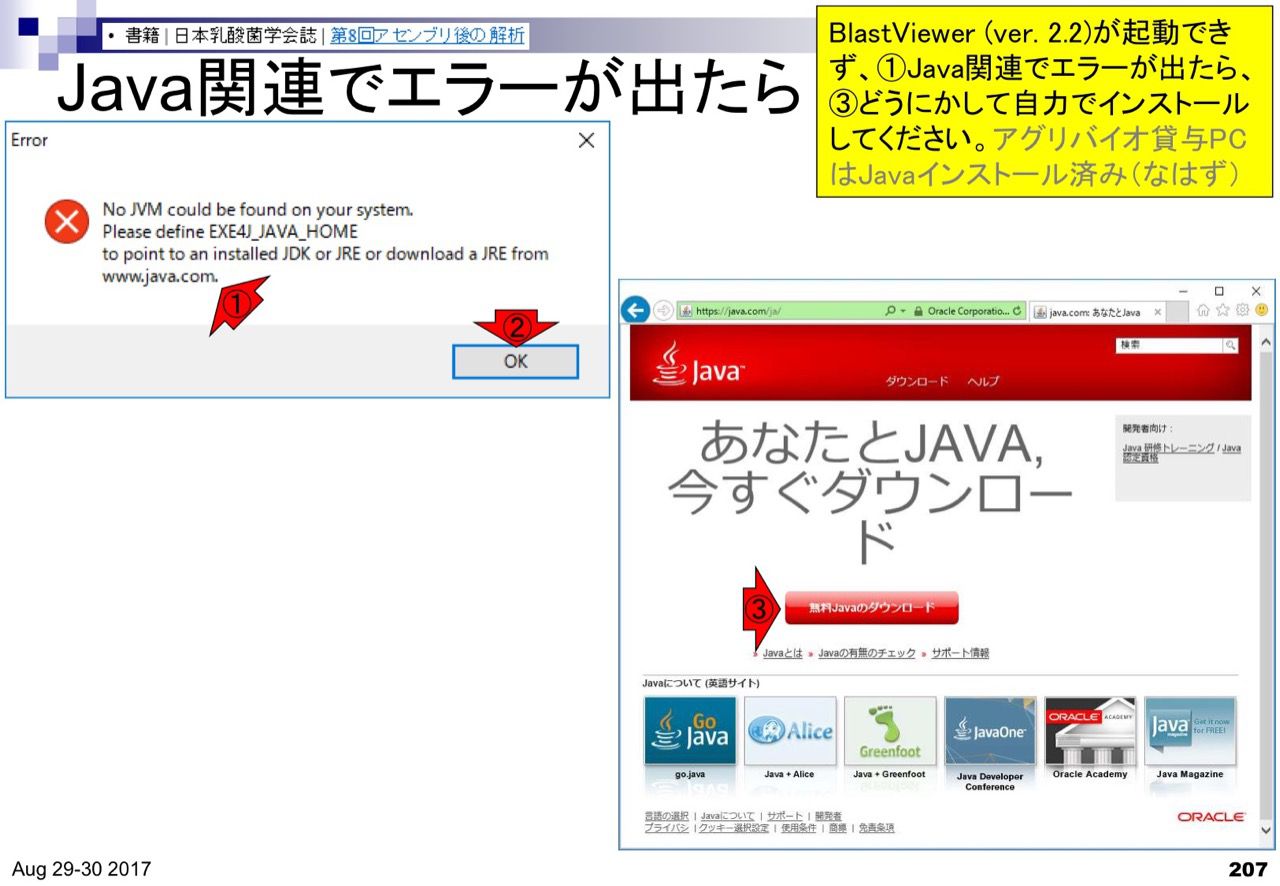 • 書籍 | 日本乳酸菌学会誌 | 第8回アセンブリ後の解析
Java関連でエラーが出たら
BlastViewer (ver. 2.2)が起動でき
ず、①Java関連でエラーが出たら、
③どうにかして自力でインストール
してください。アグリバイオ貸与PC
はJavaインストール済み（なはず）
Error
No JVM could be found on your system.
Please define EXE4J_JAVA_HOME
to point to an installed JDK or JRE or download a JRE from
www.java.com.
①
②
OK
https://java.com/ja/
Oracle Corporatio...
java.com: あなたとJava
Java
検索
ダウンロード ヘルプ
あなたとJAVA,
今すぐダウンロー
ド
開発者向け：
Java 研修トレーニング / Java
認定資格
③
無料Javaのダウンロード
» Javaとは » Javaの有無のチェック » サポート情報
Javaについて (英語サイト)
Go
Java
Alice
Greenfoot
JavaOne
ORACLE ACADEMY
Java
magazine
Get it now
for FREE!
go.java
Java + Alice
Java + Greenfoot
Java Developer
Conference
Oracle Academy
Java Magazine
言語の選択 | Javaについて | サポート | 開発者
プライバシ | クッキー選択設定 | 使用条件 | 商標 | 免責条項
ORACLE
Aug 29-30 2017
207